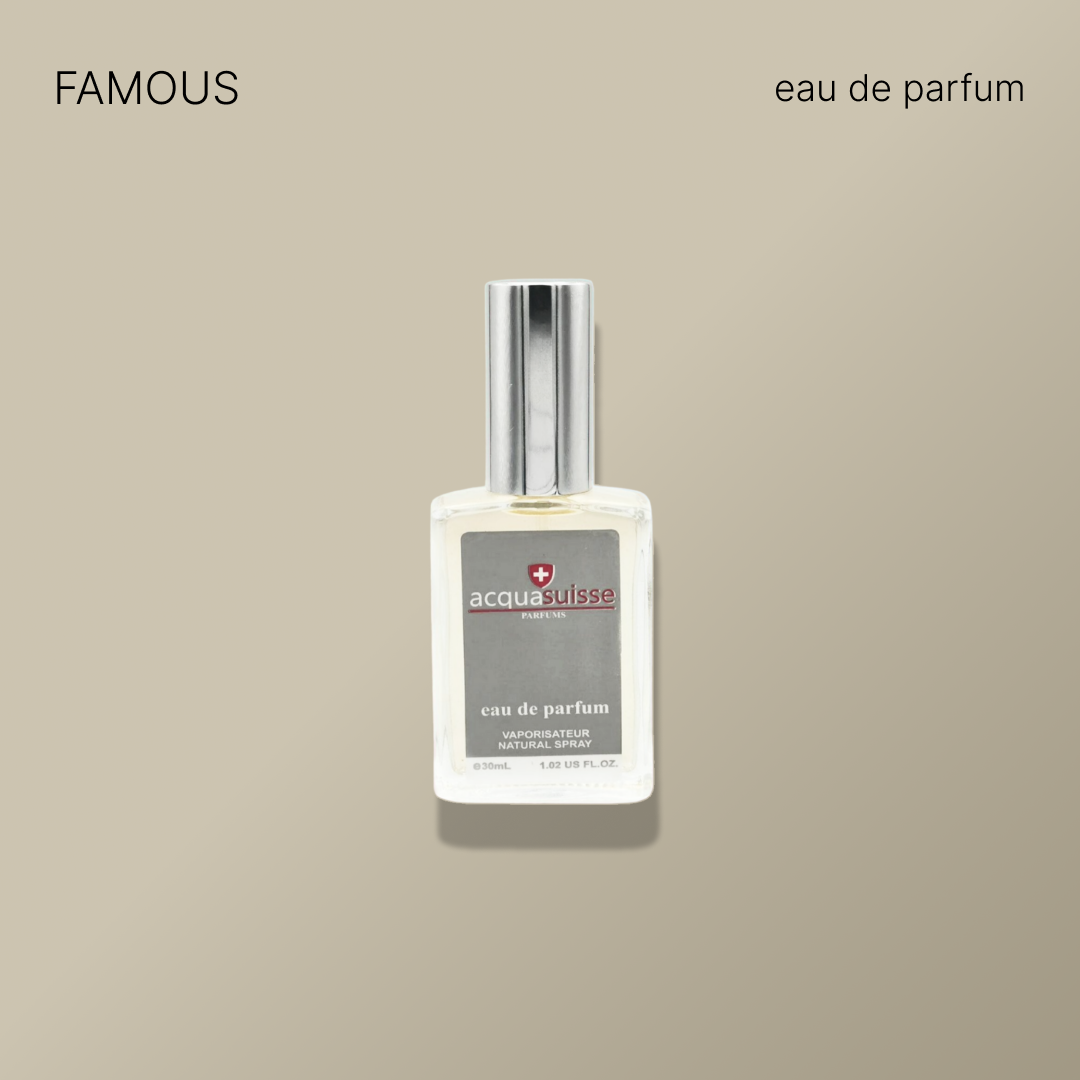 FAMOUS
eau de parfum
acquasuisse
PARFUMS
eau de parfum
VAPORISATEUR
NATURAL SPRAY
℮30mL 1.02 US FL.OZ.